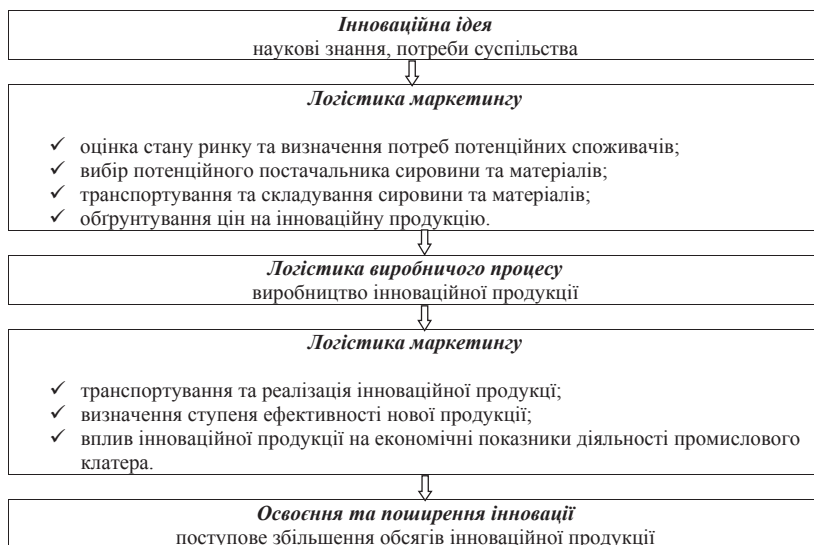 Інноваційна ідея
наукові знання, потреби суспільства
Логістика маркетингу
✓ оцінка стану ринку та визначення потреб потенційних споживачів;
✓ вибір потенційного постачальника сировини та матеріалів;
✓ транспортування та складування сировини та матеріалів;
✓ обґрунтування цін на інноваційну продукцію.
Логістика виробничого процесу
виробництво інноваційної продукції
Логістика маркетингу
✓ транспортування та реалізація інноваційної продукцї;
✓ визначення ступеня ефективності нової продукції;
✓ вплив інноваційної продукції на економічні показники діяльності промислового
клатера.
Освоєння та поширення інновації
поступове збільшення обсягів інноваційної продукції